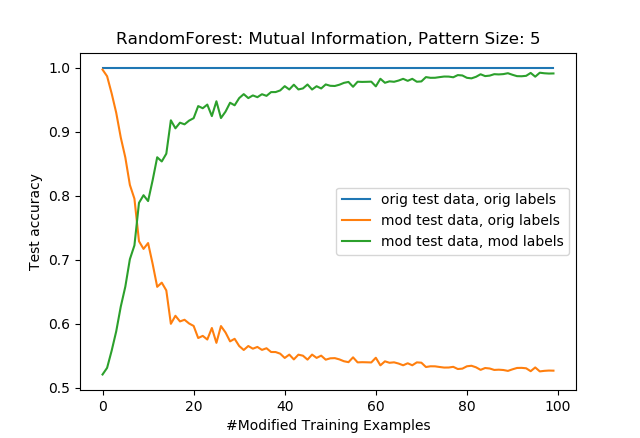 RandomForest: Mutual Information, Pattern Size: 5
1.0
0.9
0.8
0.7
0.6
0.5
Test accuracy
orig test data, orig labels
mod test data, orig labels
mod test data, mod labels
0 20 40 60 80 100
#Modified Training Examples